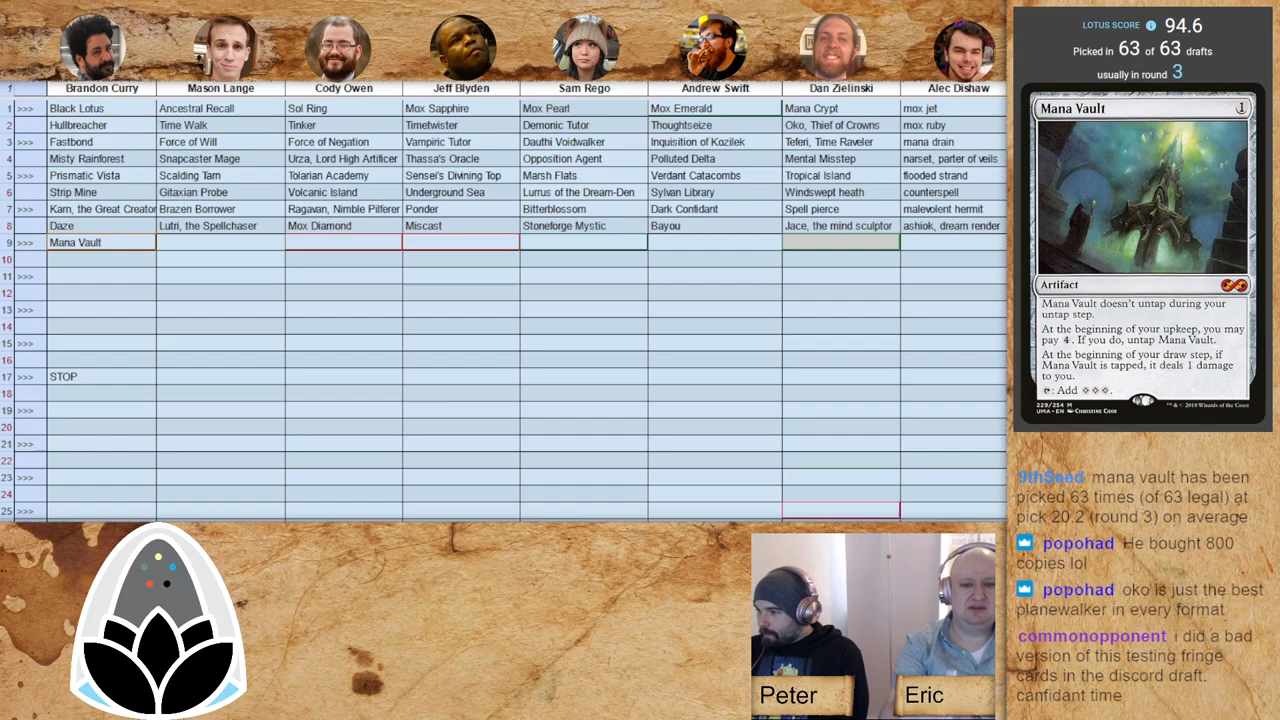 1 Brandon Curry Mason Lange Cody Owen Jeff Blyden Sam Rego Andrew Swift Dan Zielinski Alec Dishaw
1 >>> Black Lotus Ancestral Recall Sol Ring Mox Sapphire Mox Pearl Mox Emerald Mana Crypt mox jet
2 Hullbreacher Time Walk Tinker Timetwister Demonic Tutor Thoughtseize Oko, Thief of Crowns mox ruby
3 >>> Fastbond Force of Will Force of Negation Vampiric Tutor Dauthi Voidwalker Inquisition of Kozilek Teferi, Time Raveler mana drain
4 Misty Rainforest Snapcaster Mage Urza, Lord High Artificer Thassa's Oracle Opposition Agent Polluted Delta Mental Misstep narset, parter of veils
5 >>> Prismatic Vista Scalding Tarn Tolarian Academy Sensei's Divining Top Marsh Flats Verdant Catacombs Tropical Island flooded strand
6 Strip Mine Gitaxian Probe Volcanic Island Underground Sea Lurrus of the Dream-Den Sylvan Library Windswept heath counterspell
7 >>> Karn, the Great Creator Brazen Borrower Ragavan, Nimble Pilferer Ponder Bitterblossom Dark Confidant Spell pierce malevolent hermit
8 Daze Lutri, the Spellchaser Mox Diamond Miscast Stoneforge Mystic Bayou Jace, the mind sculptor ashiok, dream render
9 >>> Mana Vault
10
11 >>>
12
13 >>>
14
15 >>>
16
17 >>> STOP
18
19 >>>
20
21 >>>
22
23 >>>
24
25 >>>
LOTUS SCORE i 94.6
Picked in 63 of 63 drafts
usually in round 3
Mana Vault 1
Artifact
Mana Vault doesn't untap during your
untap step.
At the beginning of your upkeep, you may
pay 4. If you do, untap Mana Vault.
At the beginning of your draw step, if
Mana Vault is tapped, it deals 1 damage
to you.
: Add
229/254 M
UMA • EN CHRISTINE CHOI
™ & © 2018 Wizards of the Coast
9thSeed mana vault has been
picked 63 times (of 63 legal) at
pick 20.2 (round 3) on average
popohad He bought 800
copies lol
popohad oko is just the best
planewalker in every format
commonopponent i did a bad
version of this testing fringe
cards in the discord draft.
canfidant time
Peter
Eric